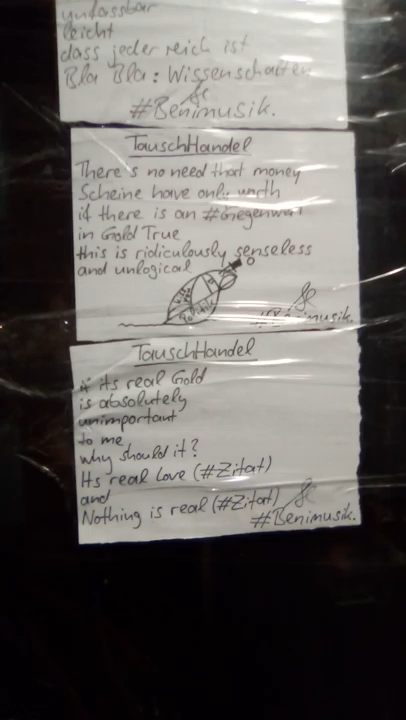 unfassbar
leicht
dass jeder reich ist
Bla Bla: Wissenschaften
#Benimusik.
TauschHandel
There's no need that money
Scheine have only worth
if there is an #Gegenwert
in Gold True
this is ridiculously senseless
and unlogical
#Benimusik.
TauschHandel
if its real Gold
is absolutely
unimportant
to me
why should it?
Its real Love (#Zitat)
and
Nothing is real (#Zitat)
#Benimusik.